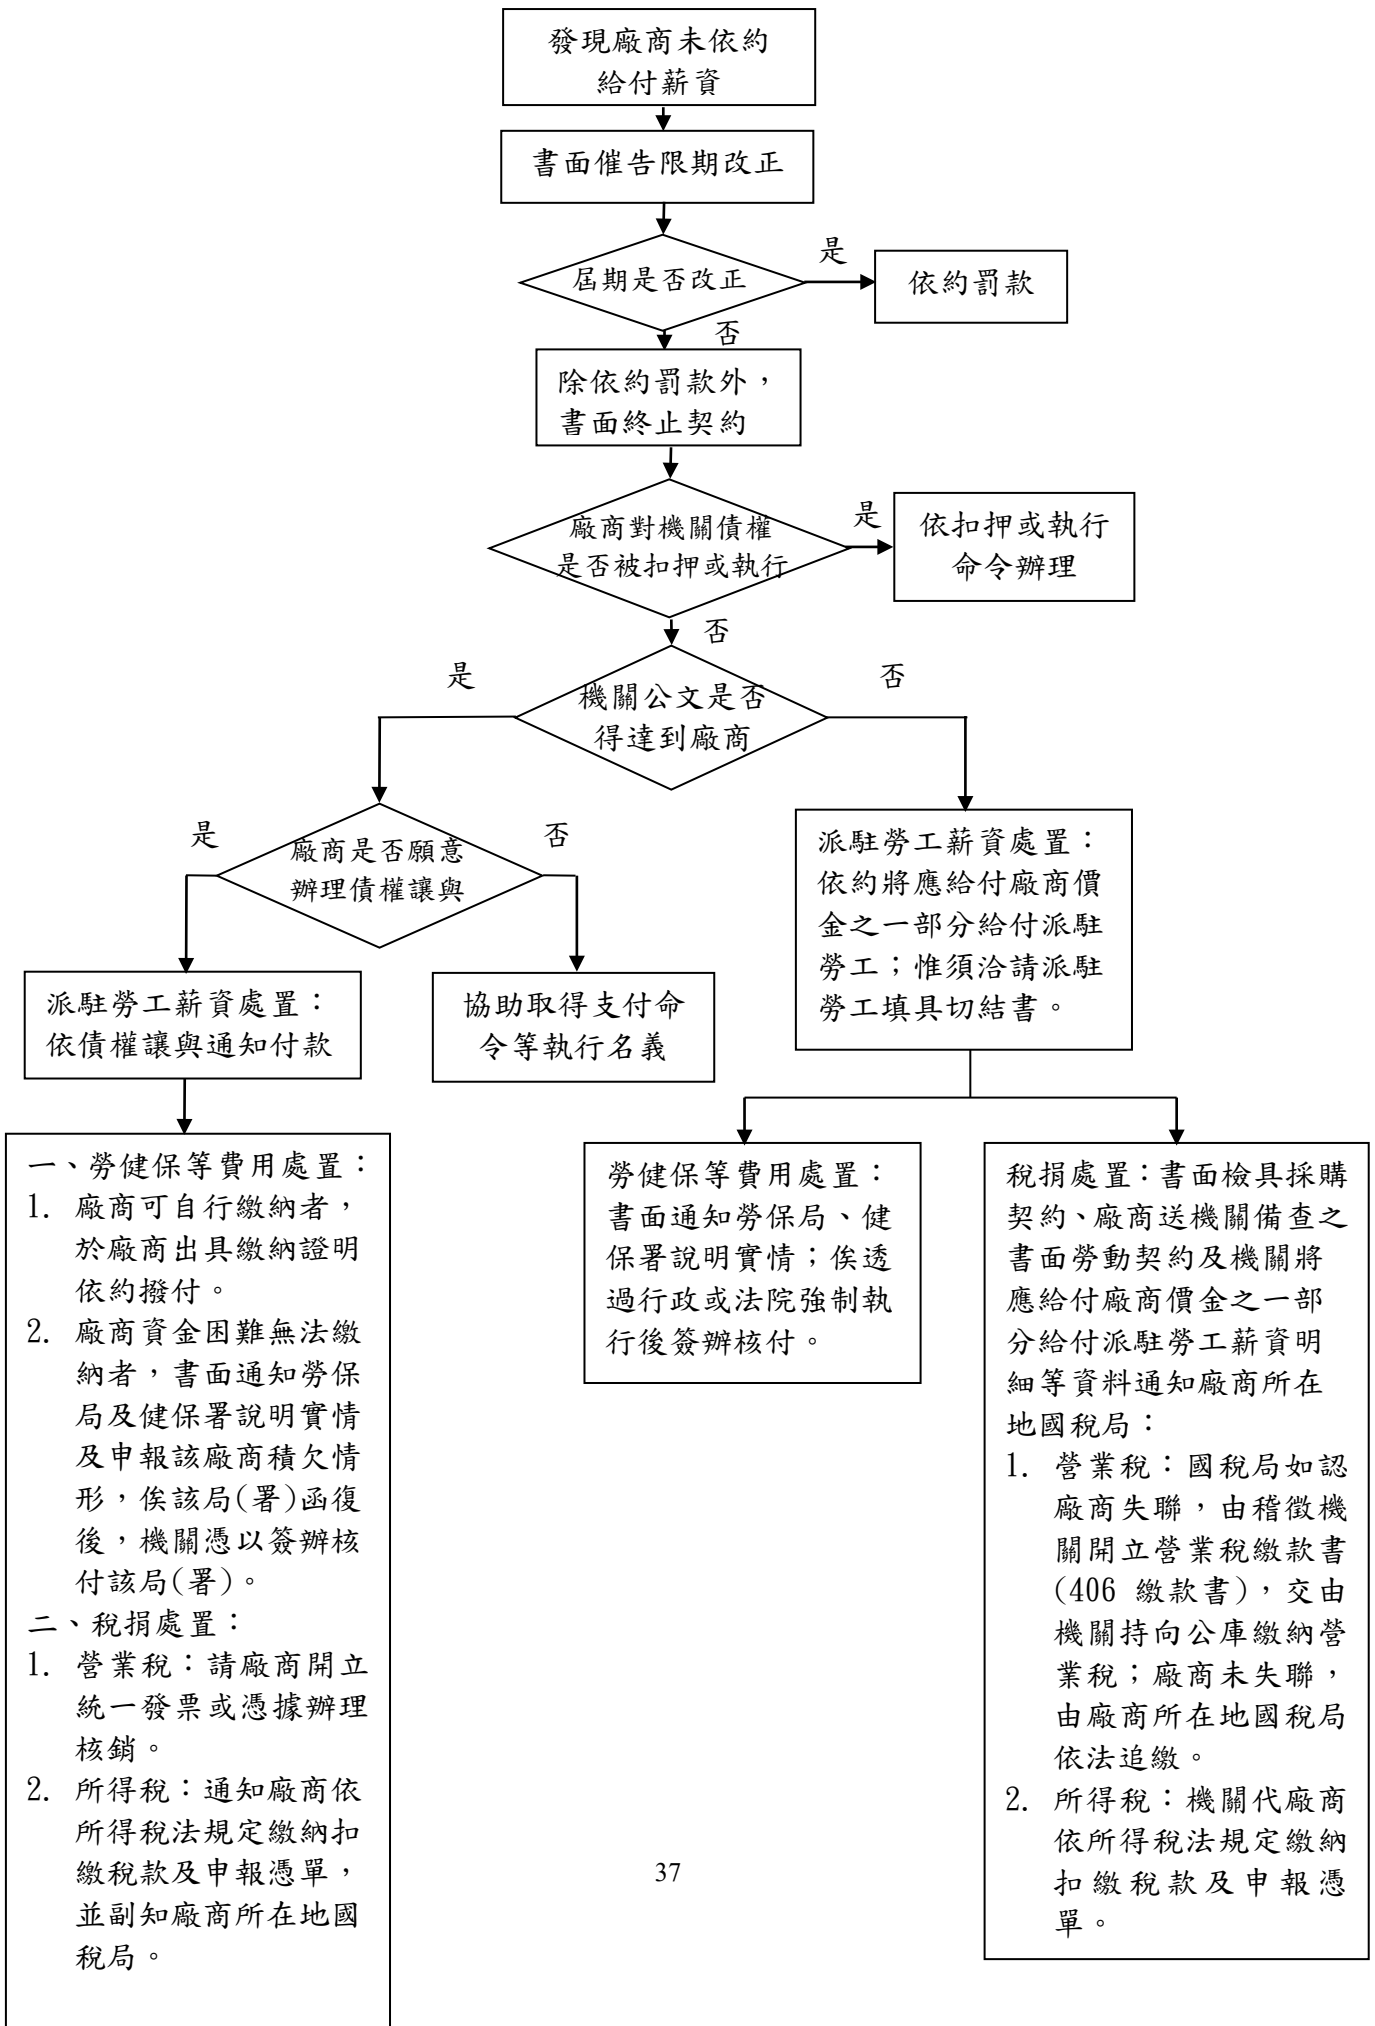 發現廠商未依約
給付薪資
書面催告限期改正
屆期是否改正
是
依約罰款
否
除依約罰款外，
書面終止契約
廠商對機關債權
是否被扣押或執行
是
依扣押或執行
命令辦理
否
機關公文是否
得達到廠商
是
否
廠商是否願意
辦理債權讓與
是
否
派駐勞工薪資處置：
依債權讓與通知付款
協助取得支付命
令等執行名義
派駐勞工薪資處置：
依約將應給付廠商價
金之一部分給付派駐
勞工；惟須洽請派駐
勞工填具切結書。
一、勞健保等費用處置：
1. 廠商可自行繳納者，
於廠商出具繳納證明
依約撥付。
2. 廠商資金困難無法繳
納者，書面通知勞保
局及健保署說明實情
及申報該廠商積欠情
形，俟該局(署)函復
後，機關憑以簽辦核
付該局(署)。
二、稅捐處置：
1. 營業稅：請廠商開立
統一發票或憑據辦理
核銷。
2. 所得稅：通知廠商依
所得稅法規定繳納扣
繳稅款及申報憑單，
並副知廠商所在地國
稅局。
勞健保等費用處置：
書面通知勞保局、健
保署說明實情；俟透
過行政或法院強制執
行後簽辦核付。
稅捐處置：書面檢具採購
契約、廠商送機關備查之
書面勞動契約及機關將
應給付廠商價金之一部
分給付派駐勞工薪資明
細等資料通知廠商所在
地國稅局：
1. 營業稅：國稅局如認
廠商失聯，由稽徵機
關開立營業稅繳款書
(406 繳款書)，交由
機關持向公庫繳納營
業稅；廠商未失聯，
由廠商所在地國稅局
依法追繳。
2. 所得稅：機關代廠商
依所得稅法規定繳納
扣繳稅款及申報憑
單。
37